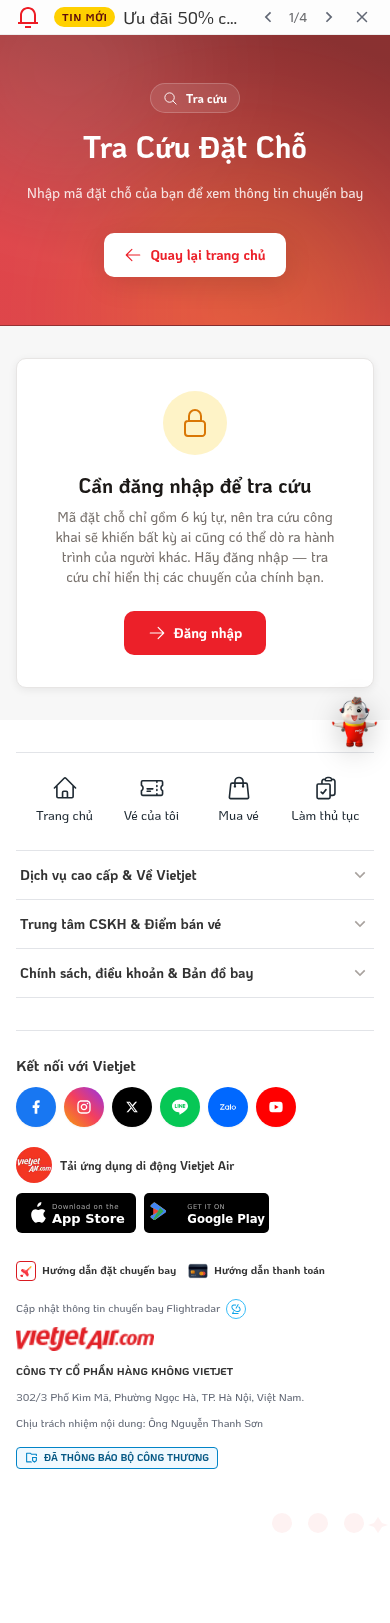 TIN MỚI Ưu đãi 50% c... 1/4
Tra cứu
Tra Cứu Đặt Chỗ
Nhập mã đặt chỗ của bạn để xem thông tin chuyến bay
Quay lại trang chủ
Cần đăng nhập để tra cứu
Mã đặt chỗ chỉ gồm 6 ký tự, nên tra cứu công
khai sẽ khiến bất kỳ ai cũng có thể dò ra hành
trình của người khác. Hãy đăng nhập — tra
cứu chỉ hiển thị các chuyến của chính bạn.
Đăng nhập
Trang chủ Vé của tôi Mua vé Làm thủ tục
Dịch vụ cao cấp & Về Vietjet
Trung tâm CSKH & Điểm bán vé
Chính sách, điều khoản & Bản đồ bay
Kết nối với Vietjet
LINE Zalo
vietjet Air.com Tải ứng dụng di động Vietjet Air
Download on the
App Store
GET IT ON
Google Play
Hướng dẫn đặt chuyến bay Hướng dẫn thanh toán
Cập nhật thông tin chuyến bay Flightradar
vietjetAir.com
CÔNG TY CỔ PHẦN HÀNG KHÔNG VIETJET
302/3 Phố Kim Mã, Phường Ngọc Hà, TP. Hà Nội, Việt Nam.
Chịu trách nhiệm nội dung: Ông Nguyễn Thanh Sơn
ĐÃ THÔNG BÁO BỘ CÔNG THƯƠNG